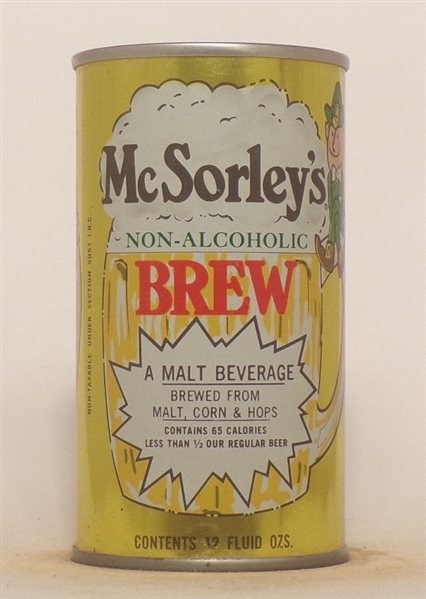 McSorley's
NON-ALCOHOLIC
BREW
A MALT BEVERAGE
BREWED FROM
MALT, CORN & HOPS
CONTAINS 65 CALORIES
LESS THAN ½ OUR REGULAR BEER
CONTENTS 12 FLUID OZS.
NON-TAXABLE UNDER SECTION 5051 I.R.C.